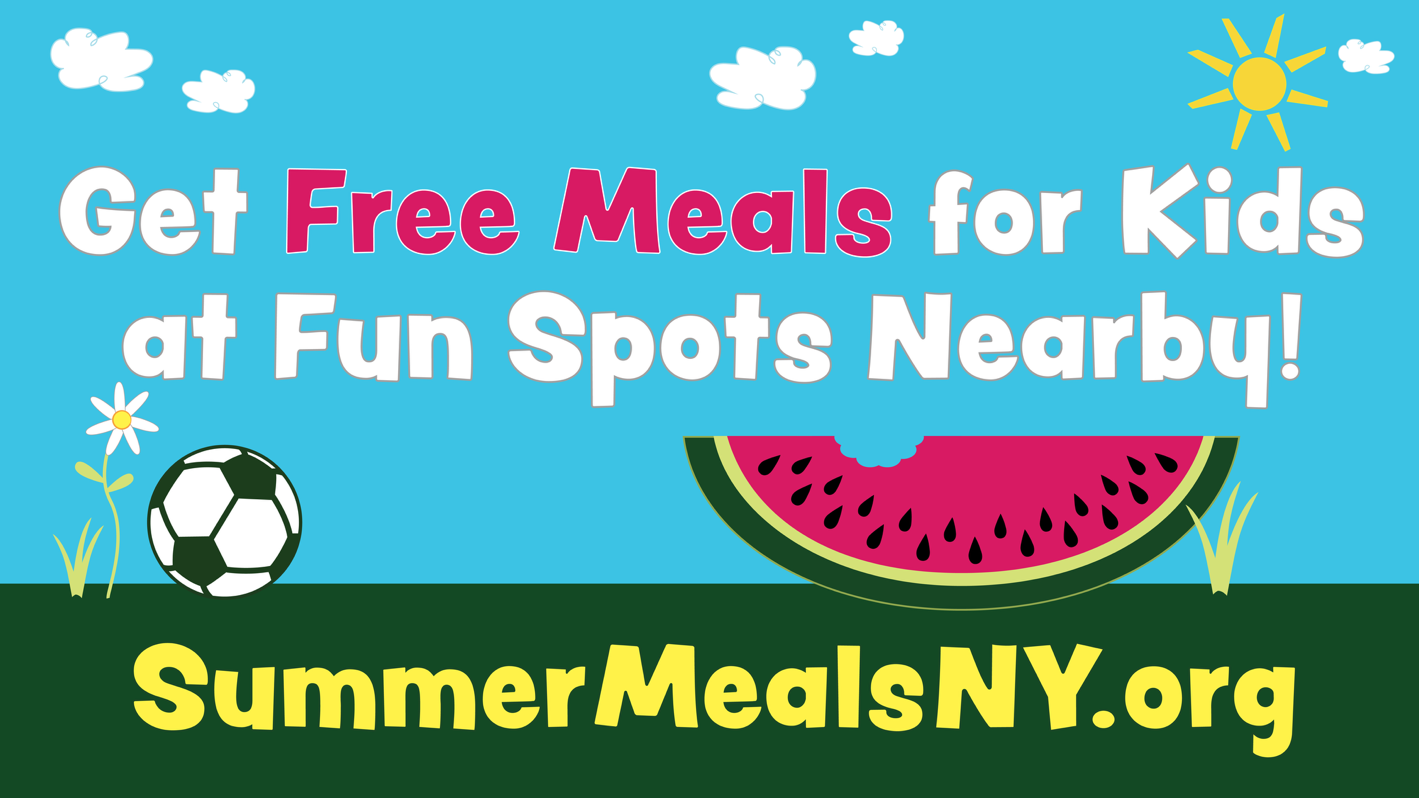 Get Free Meals for Kids
at Fun Spots Nearby!
SummerMealsNY.org